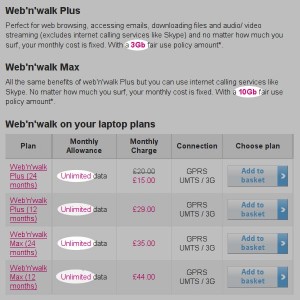 Web'n'walk Plus
Perfect for web browsing, accessing emails, downloading files and audio/ video
streaming (excludes internet calling services like Skype) and no matter how much you
surf, your monthly cost is fixed. With a 3Gb fair use policy amount*.
Web'n'walk Max
All the same benefits of web'n'walk Plus but you can use internet calling services like
Skype. No matter how much you surf, your monthly cost is fixed. With a 10Gb fair use
policy amount*.
Web'n'walk on your laptop plans
Plan Monthly Allowance Monthly Charge Connection Choose plan
Web'n'walk Plus (24 months) Unlimited data £20.00 £15.00 GPRS UMTS / 3G Add to basket
Web'n'walk Plus (12 months) Unlimited data £29.00 GPRS UMTS / 3G Add to basket
Web'n'walk Max (24 months) Unlimited data £35.00 GPRS UMTS / 3G Add to basket
Web'n'walk Max (12 months) Unlimited data £44.00 GPRS UMTS / 3G Add to basket